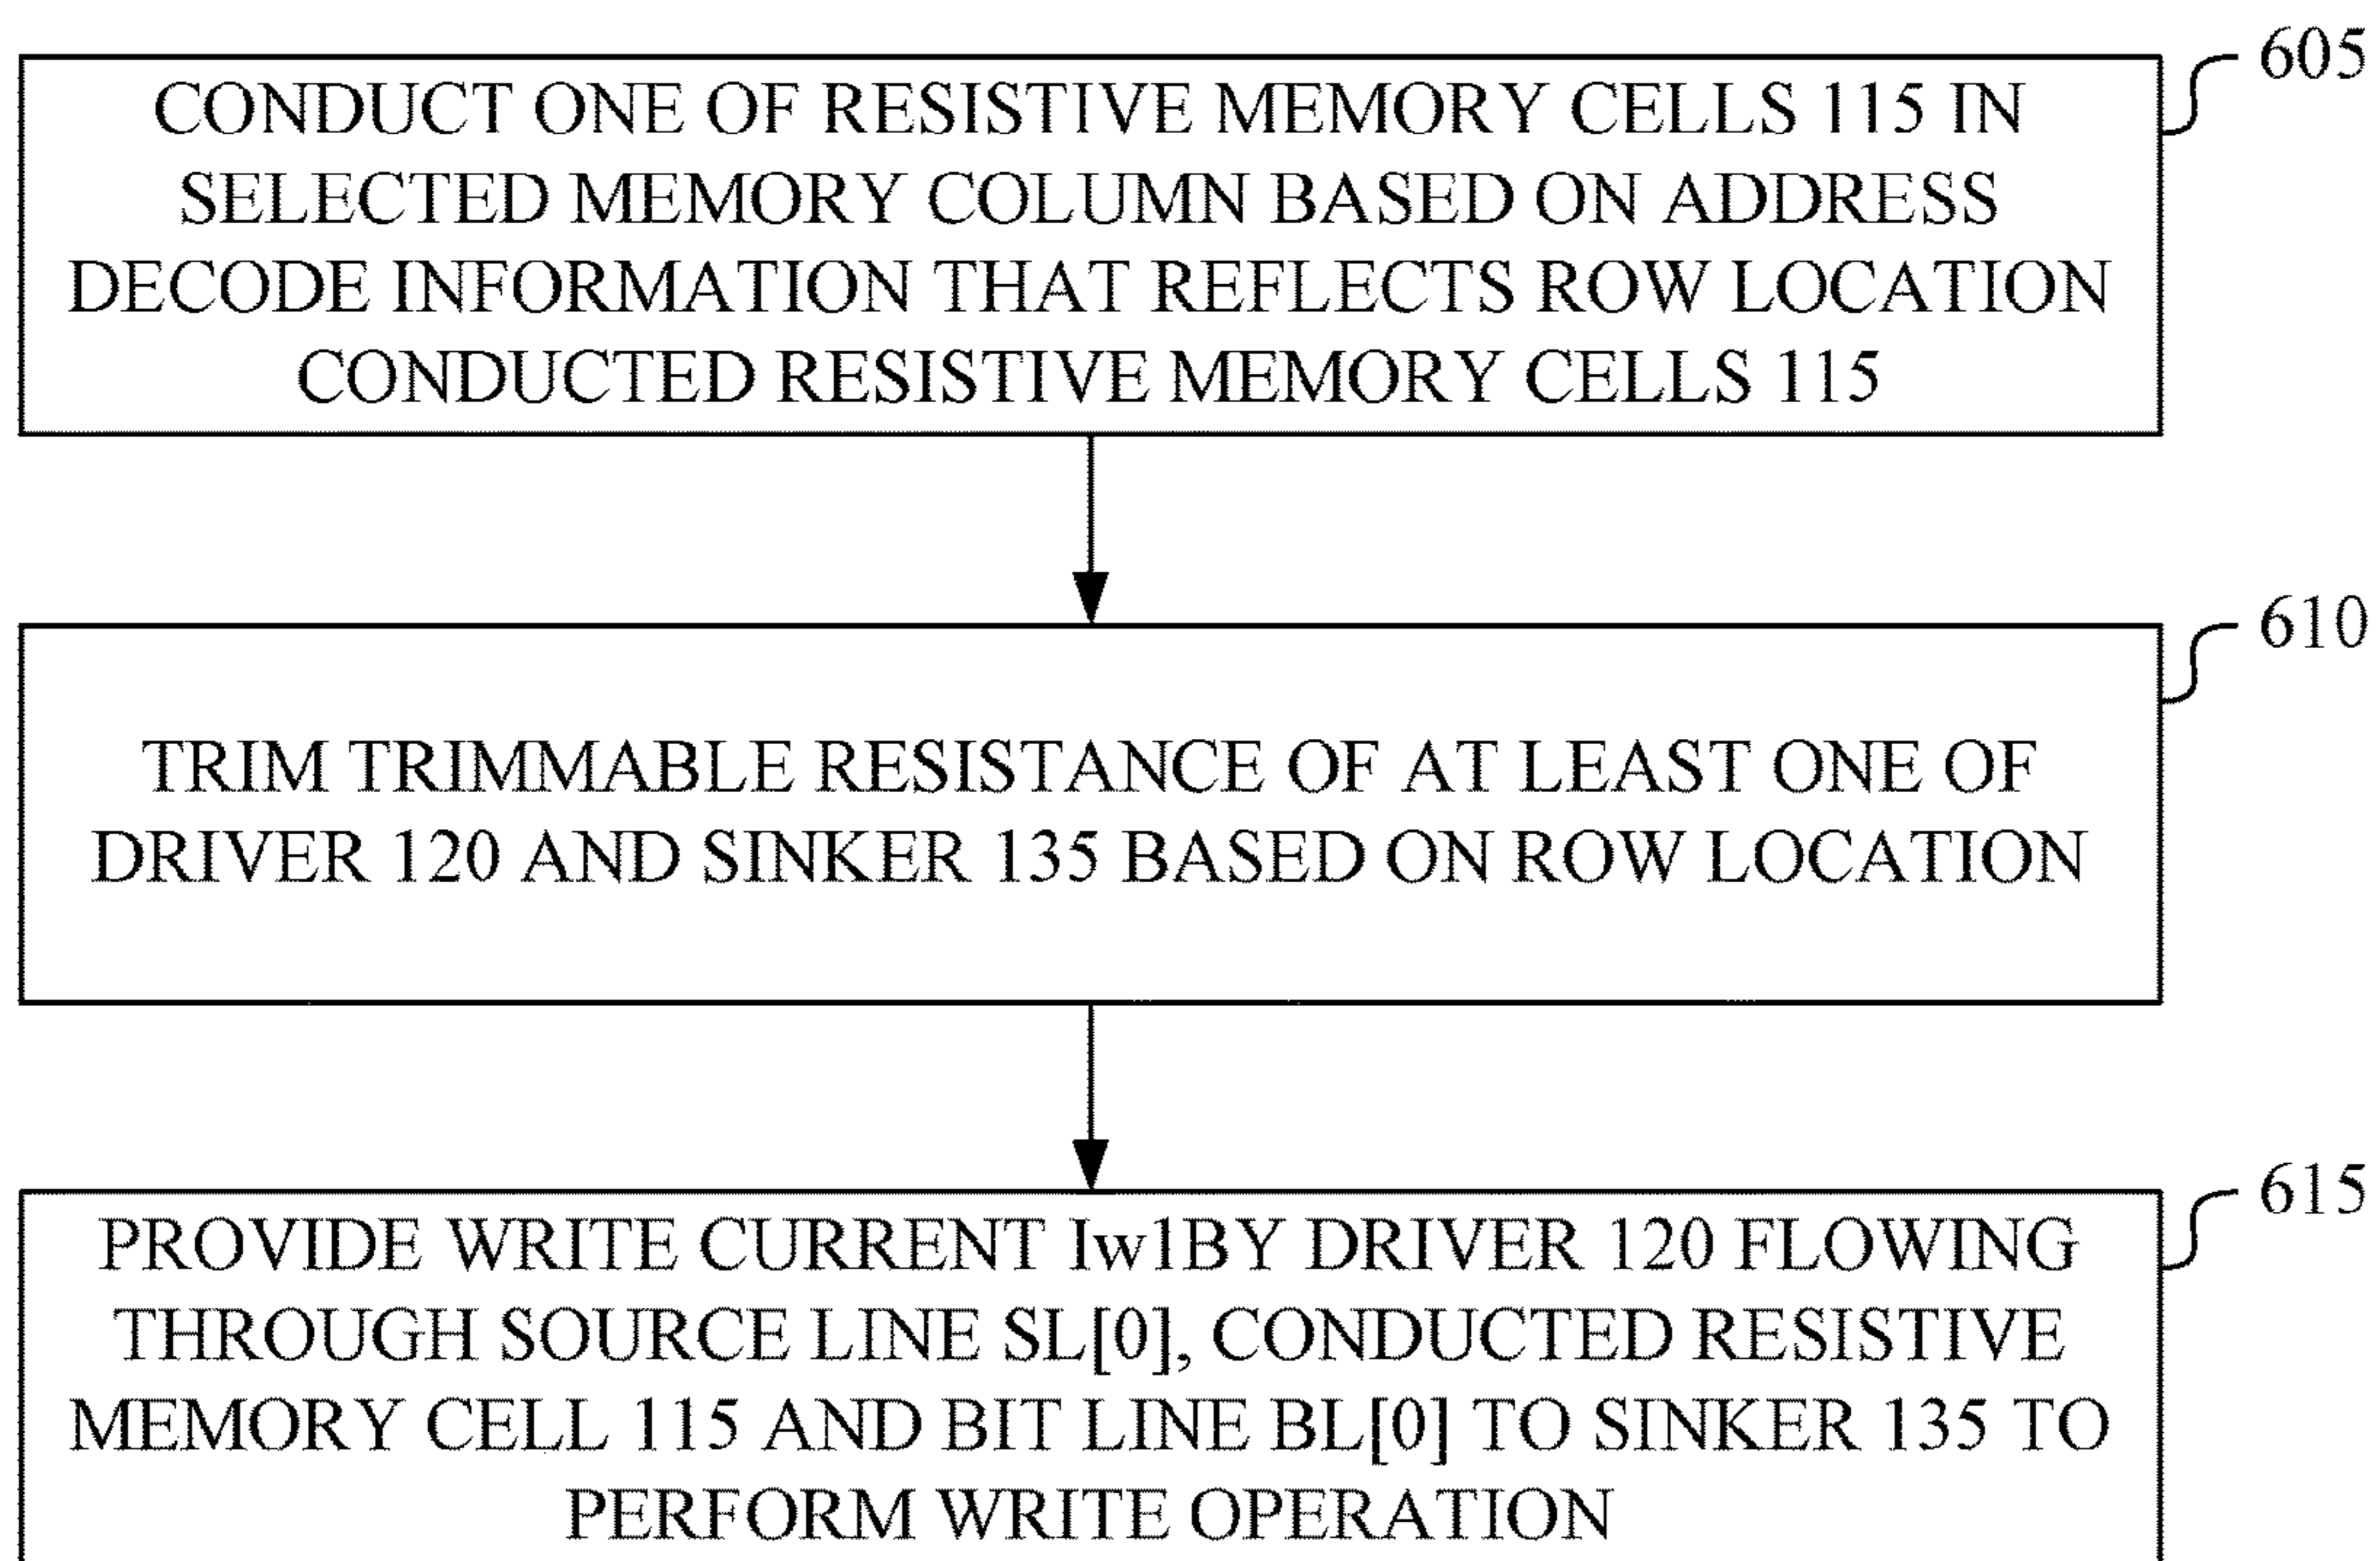 605
CONDUCT ONE OF RESISTIVE MEMORY CELLS 115 IN
SELECTED MEMORY COLUMN BASED ON ADDRESS
DECODE INFORMATION THAT REFLECTS ROW LOCATION
CONDUCTED RESISTIVE MEMORY CELLS 115
610
TRIM TRIMMABLE RESISTANCE OF AT LEAST ONE OF
DRIVER 120 AND SINKER 135 BASED ON ROW LOCATION
615
PROVIDE WRITE CURRENT Iw1BY DRIVER 120 FLOWING
THROUGH SOURCE LINE SL[0], CONDUCTED RESISTIVE
MEMORY CELL 115 AND BIT LINE BL[0] TO SINKER 135 TO
PERFORM WRITE OPERATION